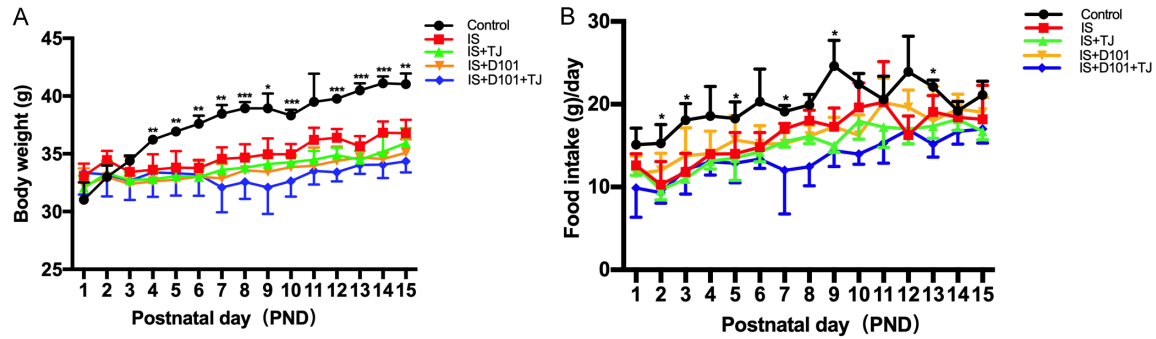 A
Control
IS
IS+TJ
IS+D101
IS+D101+TJ
Body weight (g)
45
40
35
30
25
** ** ** ** *** * *** *** *** *** **
1 2 3 4 5 6 7 8 9 10 11 12 13 14 15
Postnatal day (PND)
B
Control
IS
IS+TJ
IS+D101
IS+D101+TJ
Food intake (g)/day
30
20
10
0
* * * * * *
1 2 3 4 5 6 7 8 9 10 11 12 13 14 15
Postnatal day (PND)